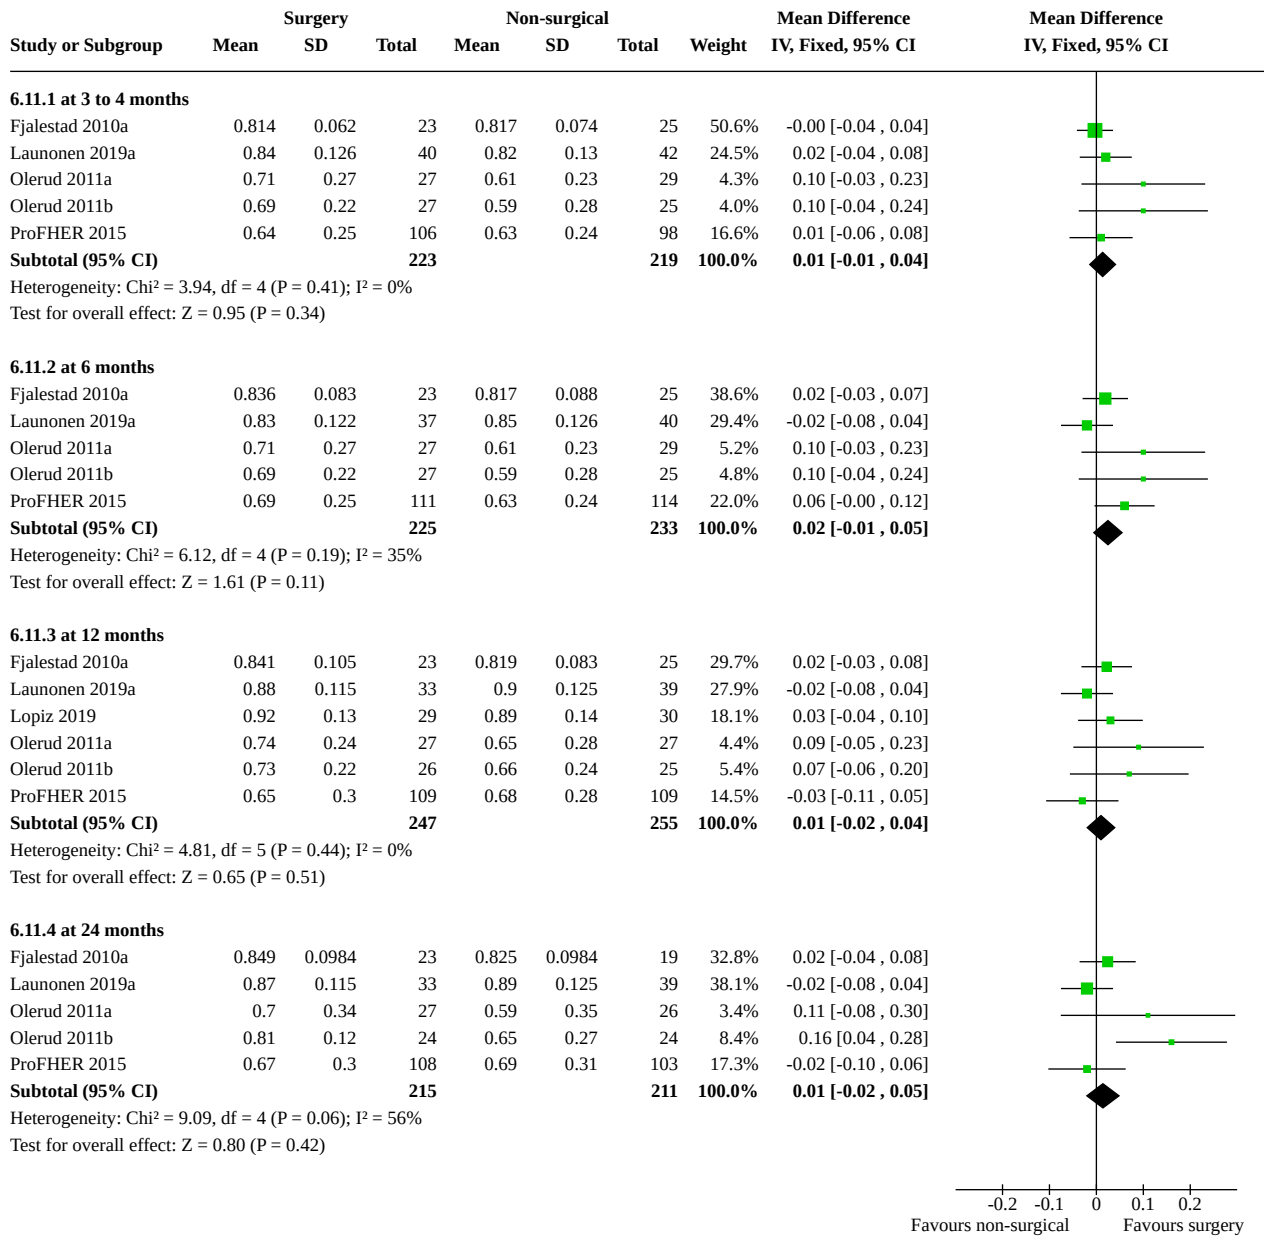 Surgery Non-surgical Mean Difference Mean Difference
Study or Subgroup Mean SD Total Mean SD Total Weight IV, Fixed, 95% CI IV, Fixed, 95% CI
6.11.1 at 3 to 4 months
Fjalestad 2010a 0.814 0.062 23 0.817 0.074 25 50.6% -0.00 [-0.04 , 0.04]
Launonen 2019a 0.84 0.126 40 0.82 0.13 42 24.5% 0.02 [-0.04 , 0.08]
Olerud 2011a 0.71 0.27 27 0.61 0.23 29 4.3% 0.10 [-0.03 , 0.23]
Olerud 2011b 0.69 0.22 27 0.59 0.28 25 4.0% 0.10 [-0.04 , 0.24]
ProFHER 2015 0.64 0.25 106 0.63 0.24 98 16.6% 0.01 [-0.06 , 0.08]
Subtotal (95% CI) 223 219 100.0% 0.01 [-0.01 , 0.04]
Heterogeneity: Chi² = 3.94, df = 4 (P = 0.41); I² = 0%
Test for overall effect: Z = 0.95 (P = 0.34)
6.11.2 at 6 months
Fjalestad 2010a 0.836 0.083 23 0.817 0.088 25 38.6% 0.02 [-0.03 , 0.07]
Launonen 2019a 0.83 0.122 37 0.85 0.126 40 29.4% -0.02 [-0.08 , 0.04]
Olerud 2011a 0.71 0.27 27 0.61 0.23 29 5.2% 0.10 [-0.03 , 0.23]
Olerud 2011b 0.69 0.22 27 0.59 0.28 25 4.8% 0.10 [-0.04 , 0.24]
ProFHER 2015 0.69 0.25 111 0.63 0.24 114 22.0% 0.06 [-0.00 , 0.12]
Subtotal (95% CI) 225 233 100.0% 0.02 [-0.01 , 0.05]
Heterogeneity: Chi² = 6.12, df = 4 (P = 0.19); I² = 35%
Test for overall effect: Z = 1.61 (P = 0.11)
6.11.3 at 12 months
Fjalestad 2010a 0.841 0.105 23 0.819 0.083 25 29.7% 0.02 [-0.03 , 0.08]
Launonen 2019a 0.88 0.115 33 0.9 0.125 39 27.9% -0.02 [-0.08 , 0.04]
Lopiz 2019 0.92 0.13 29 0.89 0.14 30 18.1% 0.03 [-0.04 , 0.10]
Olerud 2011a 0.74 0.24 27 0.65 0.28 27 4.4% 0.09 [-0.05 , 0.23]
Olerud 2011b 0.73 0.22 26 0.66 0.24 25 5.4% 0.07 [-0.06 , 0.20]
ProFHER 2015 0.65 0.3 109 0.68 0.28 109 14.5% -0.03 [-0.11 , 0.05]
Subtotal (95% CI) 247 255 100.0% 0.01 [-0.02 , 0.04]
Heterogeneity: Chi² = 4.81, df = 5 (P = 0.44); I² = 0%
Test for overall effect: Z = 0.65 (P = 0.51)
6.11.4 at 24 months
Fjalestad 2010a 0.849 0.0984 23 0.825 0.0984 19 32.8% 0.02 [-0.04 , 0.08]
Launonen 2019a 0.87 0.115 33 0.89 0.125 39 38.1% -0.02 [-0.08 , 0.04]
Olerud 2011a 0.7 0.34 27 0.59 0.35 26 3.4% 0.11 [-0.08 , 0.30]
Olerud 2011b 0.81 0.12 24 0.65 0.27 24 8.4% 0.16 [0.04 , 0.28]
ProFHER 2015 0.67 0.3 108 0.69 0.31 103 17.3% -0.02 [-0.10 , 0.06]
Subtotal (95% CI) 215 211 100.0% 0.01 [-0.02 , 0.05]
Heterogeneity: Chi² = 9.09, df = 4 (P = 0.06); I² = 56%
Test for overall effect: Z = 0.80 (P = 0.42)
-0.2 -0.1 0 0.1 0.2
Favours non-surgical Favours surgery